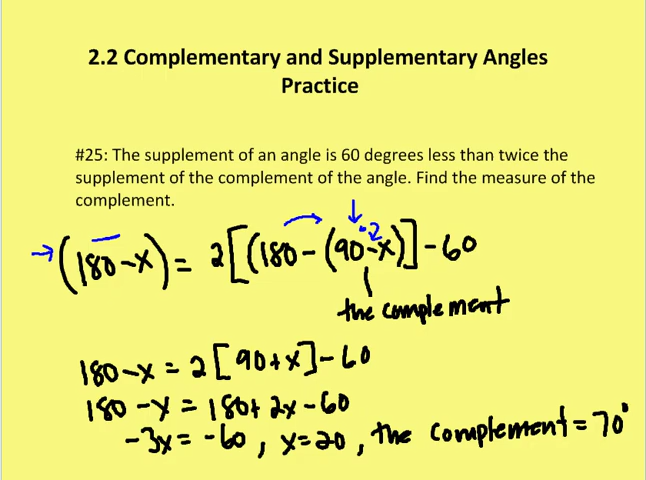 2.2 Complementary and Supplementary Angles
Practice
#25: The supplement of an angle is 60 degrees less than twice the
supplement of the complement of the angle. Find the measure of the
complement.
→ (180-x) = 2[(180-(90-x)]-60
·2
the complement
180-x = 2[90+x]-60
180-x = 180+2x-60
-3x = -60, x=20, the complement = 70°